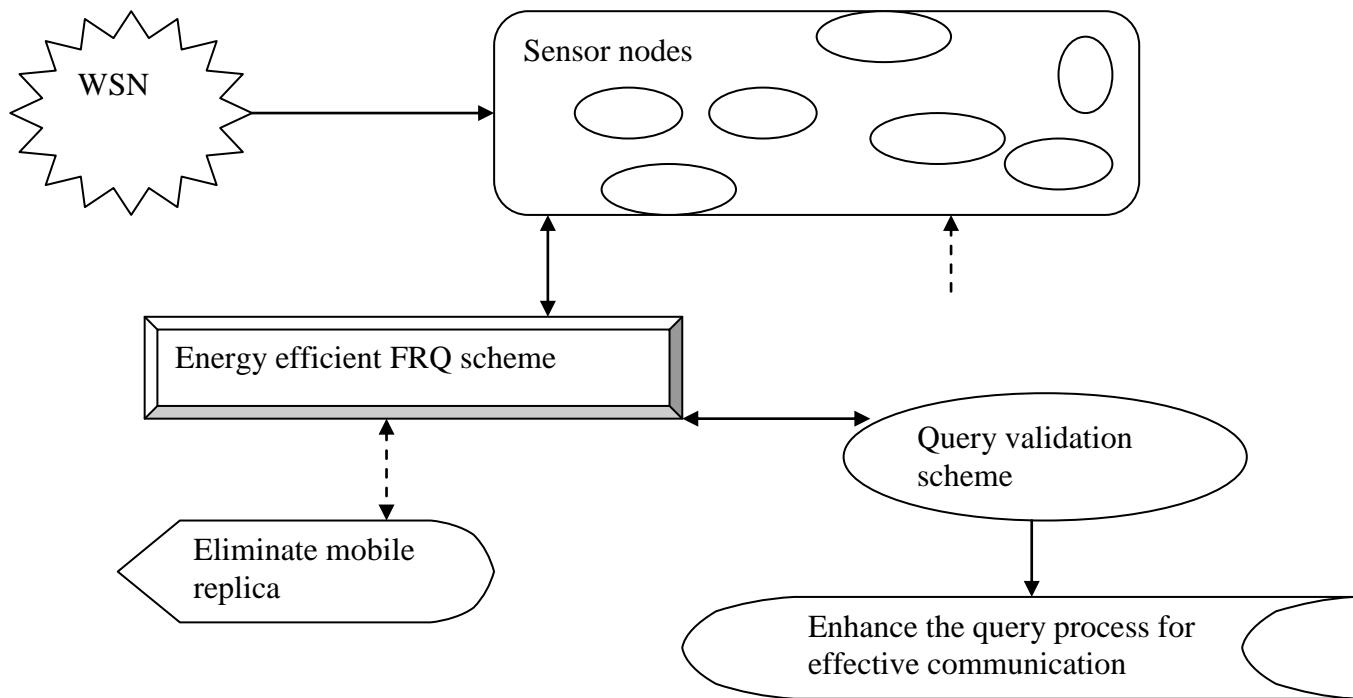 WSN
Sensor nodes
Energy efficient FRQ scheme
Query validation
scheme
Eliminate mobile
replica
Enhance the query process for
effective communication